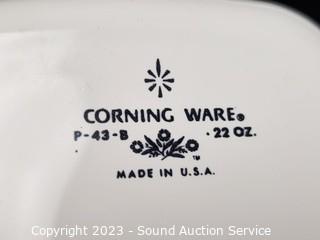 CORNING WARE®
P-43-B · 22 OZ.
TM
MADE IN U.S.A.
Copyright 2023 - Sound Auction Service